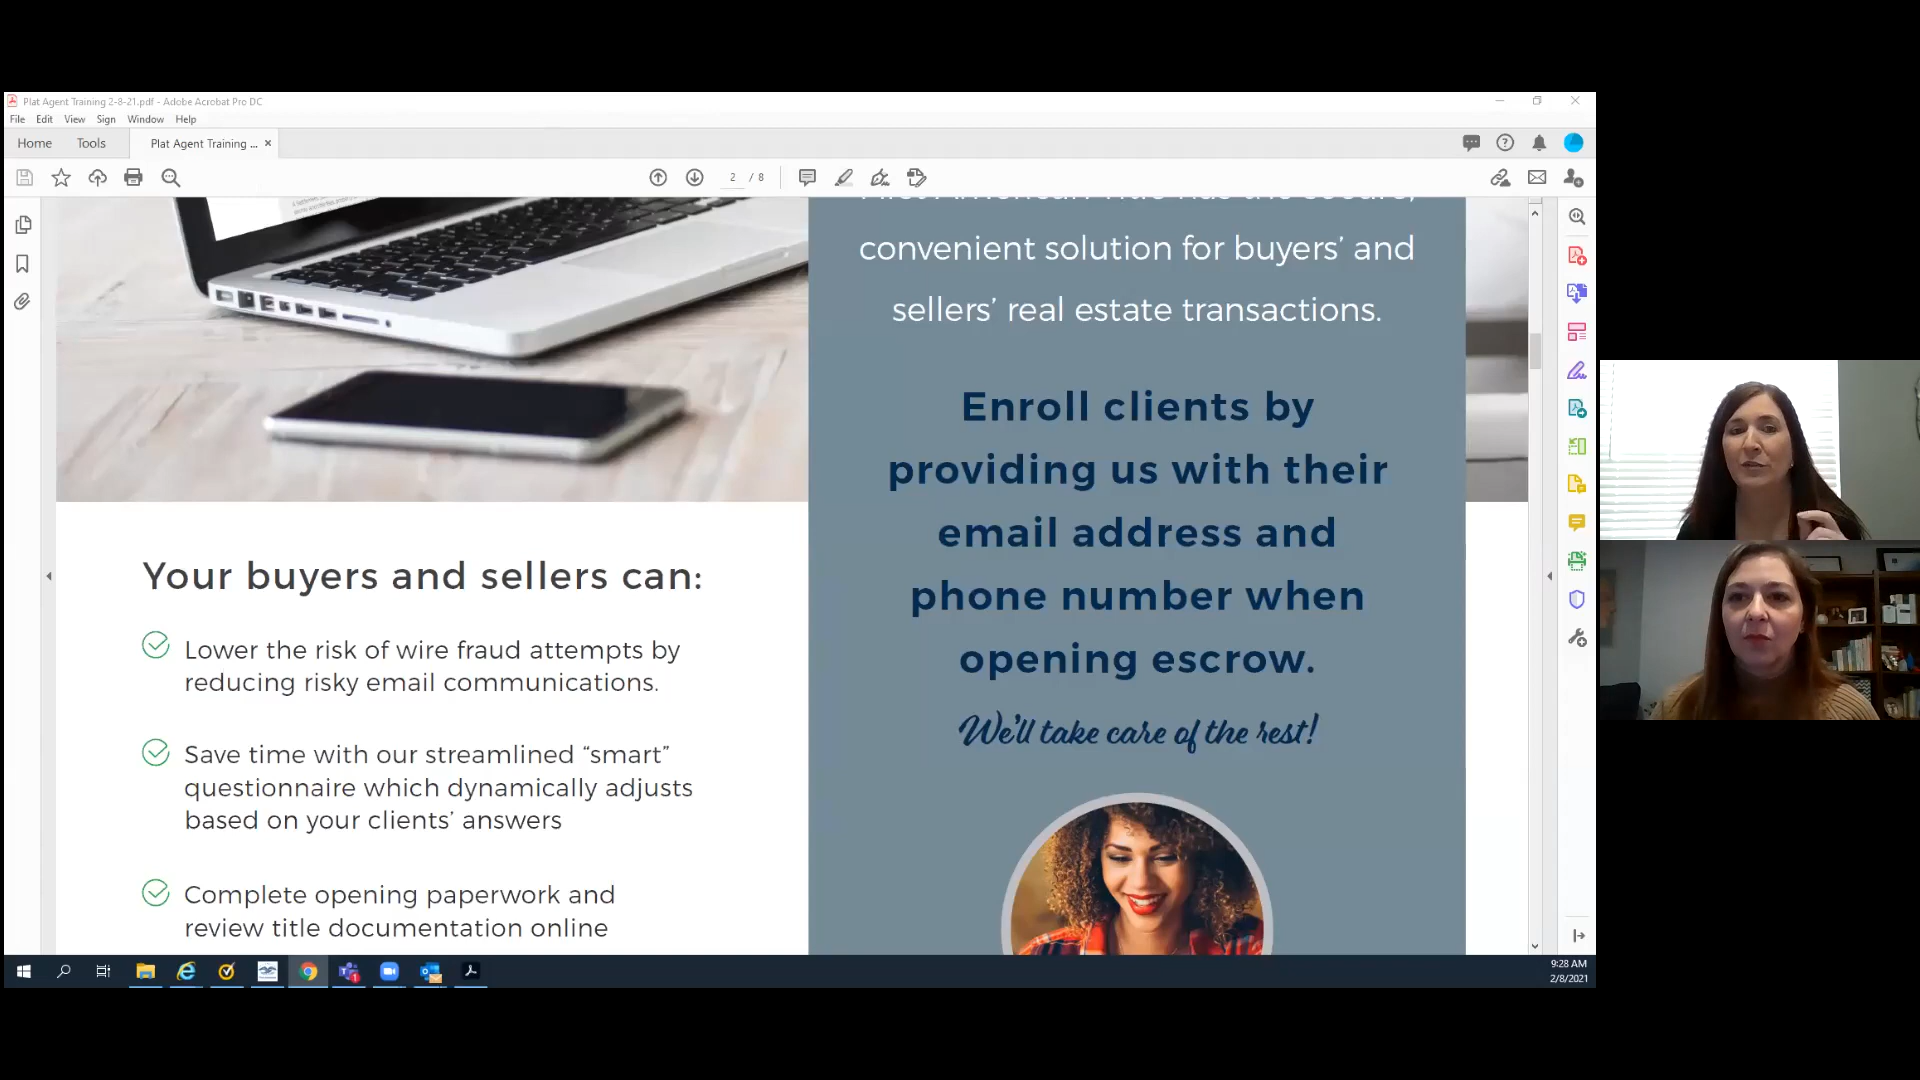 Plat Agent Training 2-8-21.pdf - Adobe Acrobat Pro DC
File Edit View Sign Window Help
Home Tools Plat Agent Training ... ×
2 / 8
convenient solution for buyers’ and
sellers’ real estate transactions.
Enroll clients by
providing us with their
email address and
phone number when
opening escrow.
We'll take care of the rest!
Your buyers and sellers can:
Lower the risk of wire fraud attempts by
reducing risky email communications.
Save time with our streamlined “smart”
questionnaire which dynamically adjusts
based on your clients’ answers
Complete opening paperwork and
review title documentation online
9:28 AM
2/8/2021